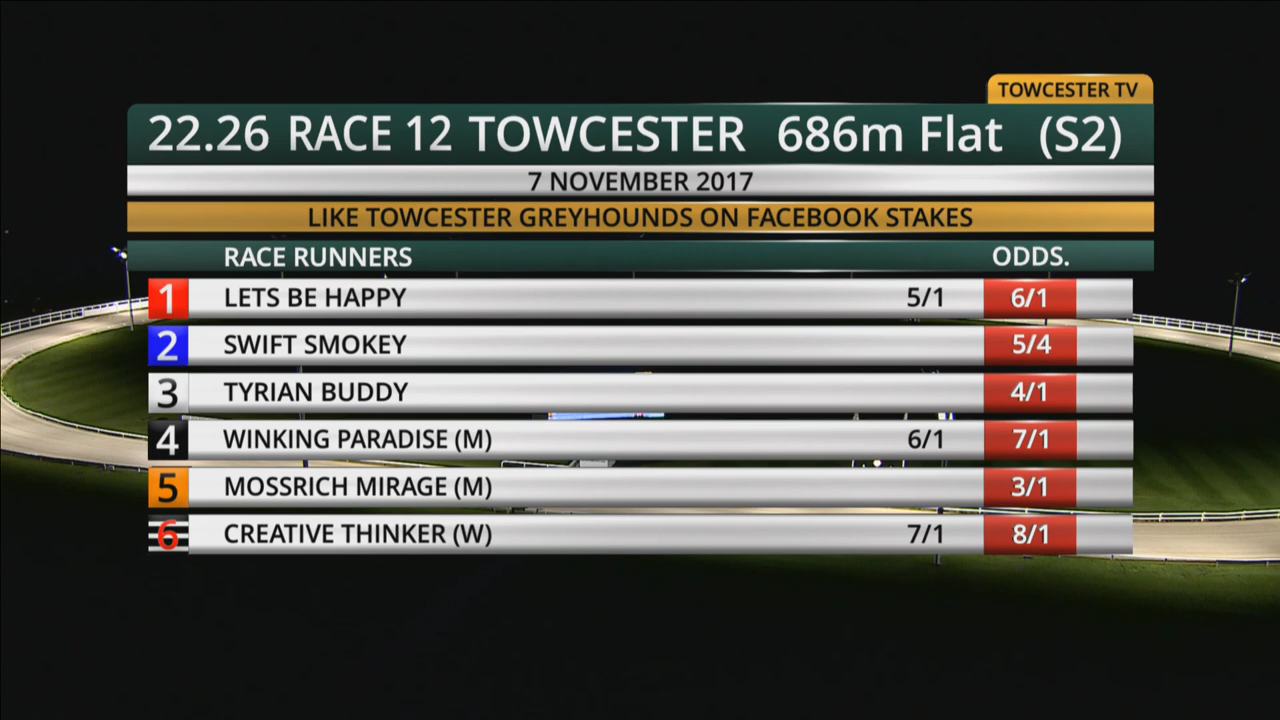 TOWCESTER TV
22.26 RACE 12 TOWCESTER 686m Flat (S2)
7 NOVEMBER 2017
LIKE TOWCESTER GREYHOUNDS ON FACEBOOK STAKES
RACE RUNNERS ODDS.
1 LETS BE HAPPY 5/1 6/1
2 SWIFT SMOKEY 5/4
3 TYRIAN BUDDY 4/1
4 WINKING PARADISE (M) 6/1 7/1
5 MOSSRICH MIRAGE (M) 3/1
6 CREATIVE THINKER (W) 7/1 8/1